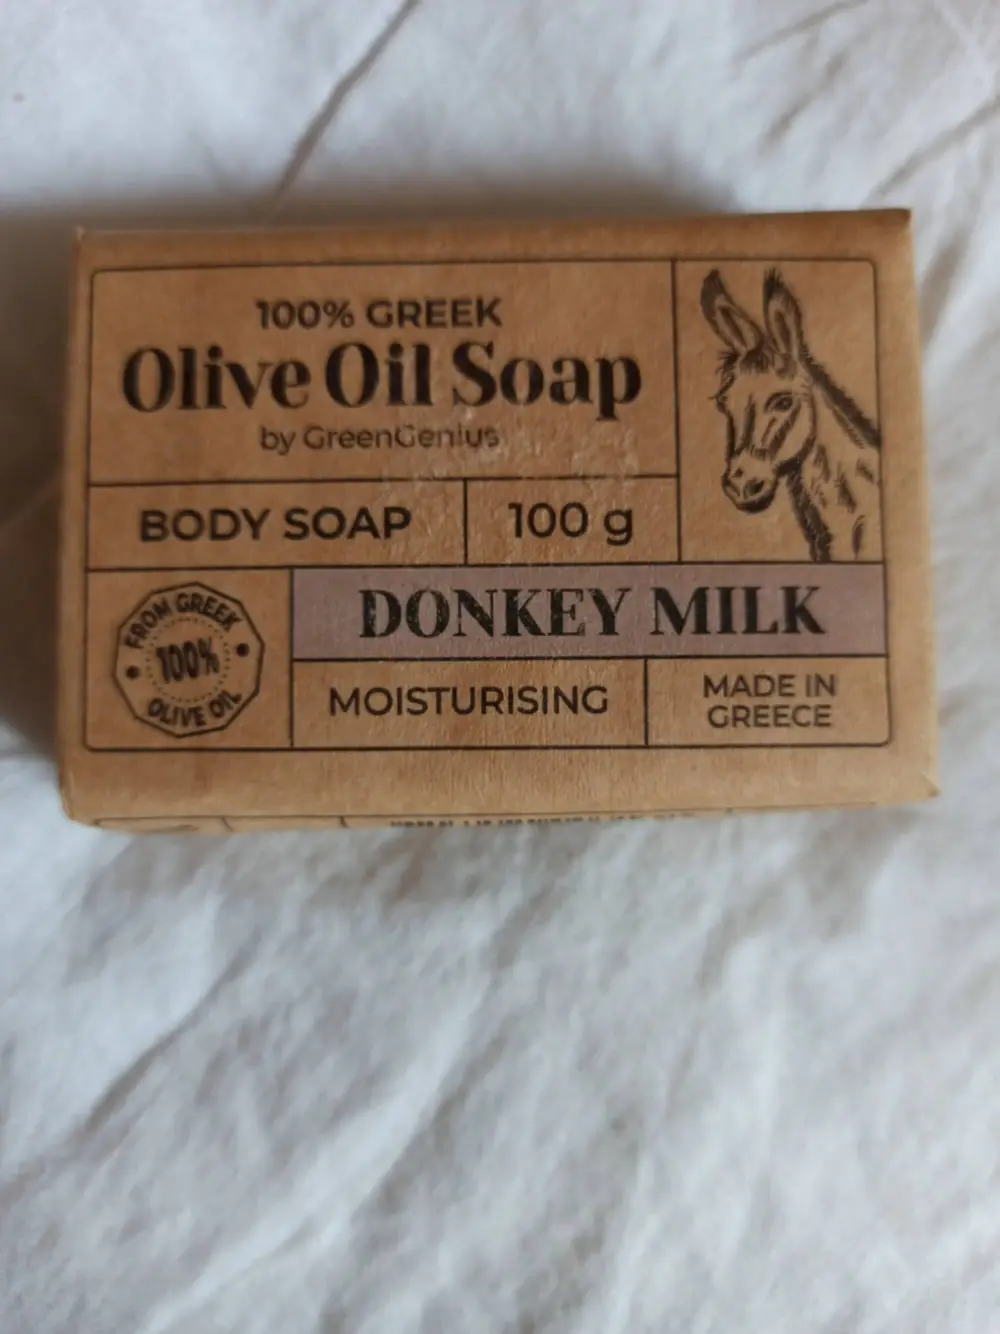 100% GREEK
Olive Oil Soap
by GreenGenius
BODY SOAP
100 g
FROM GREEK
100%
OLIVE OIL
DONKEY MILK
MOISTURISING
MADE IN
GREECE